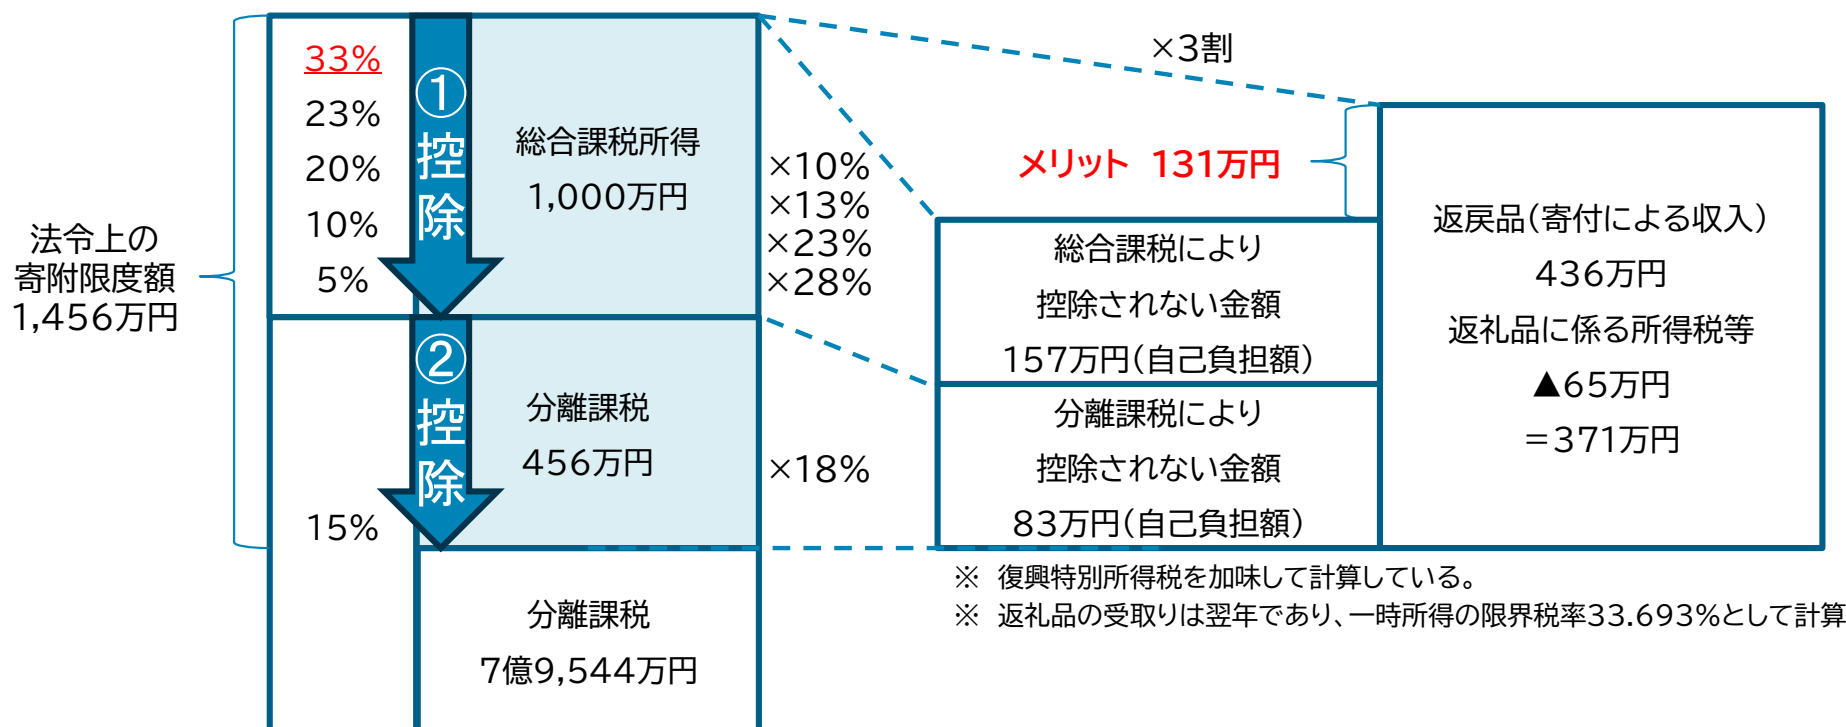 法令上の
寄附限度額
1,456万円
33%
23%
20%
10%
5%
15%
①
控
除
②
控
除
総合課税所得
1,000万円
分離課税
456万円
分離課税
7億9,544万円
×10%
×13%
×23%
×28%
×18%
×3割
メリット 131万円
総合課税により
控除されない金額
157万円(自己負担額)
分離課税により
控除されない金額
83万円(自己負担額)
返戻品(寄付による収入)
436万円
返礼品に係る所得税等
▲65万円
=371万円
※ 復興特別所得税を加味して計算している。
※ 返礼品の受取りは翌年であり、一時所得の限界税率33.693%として計算